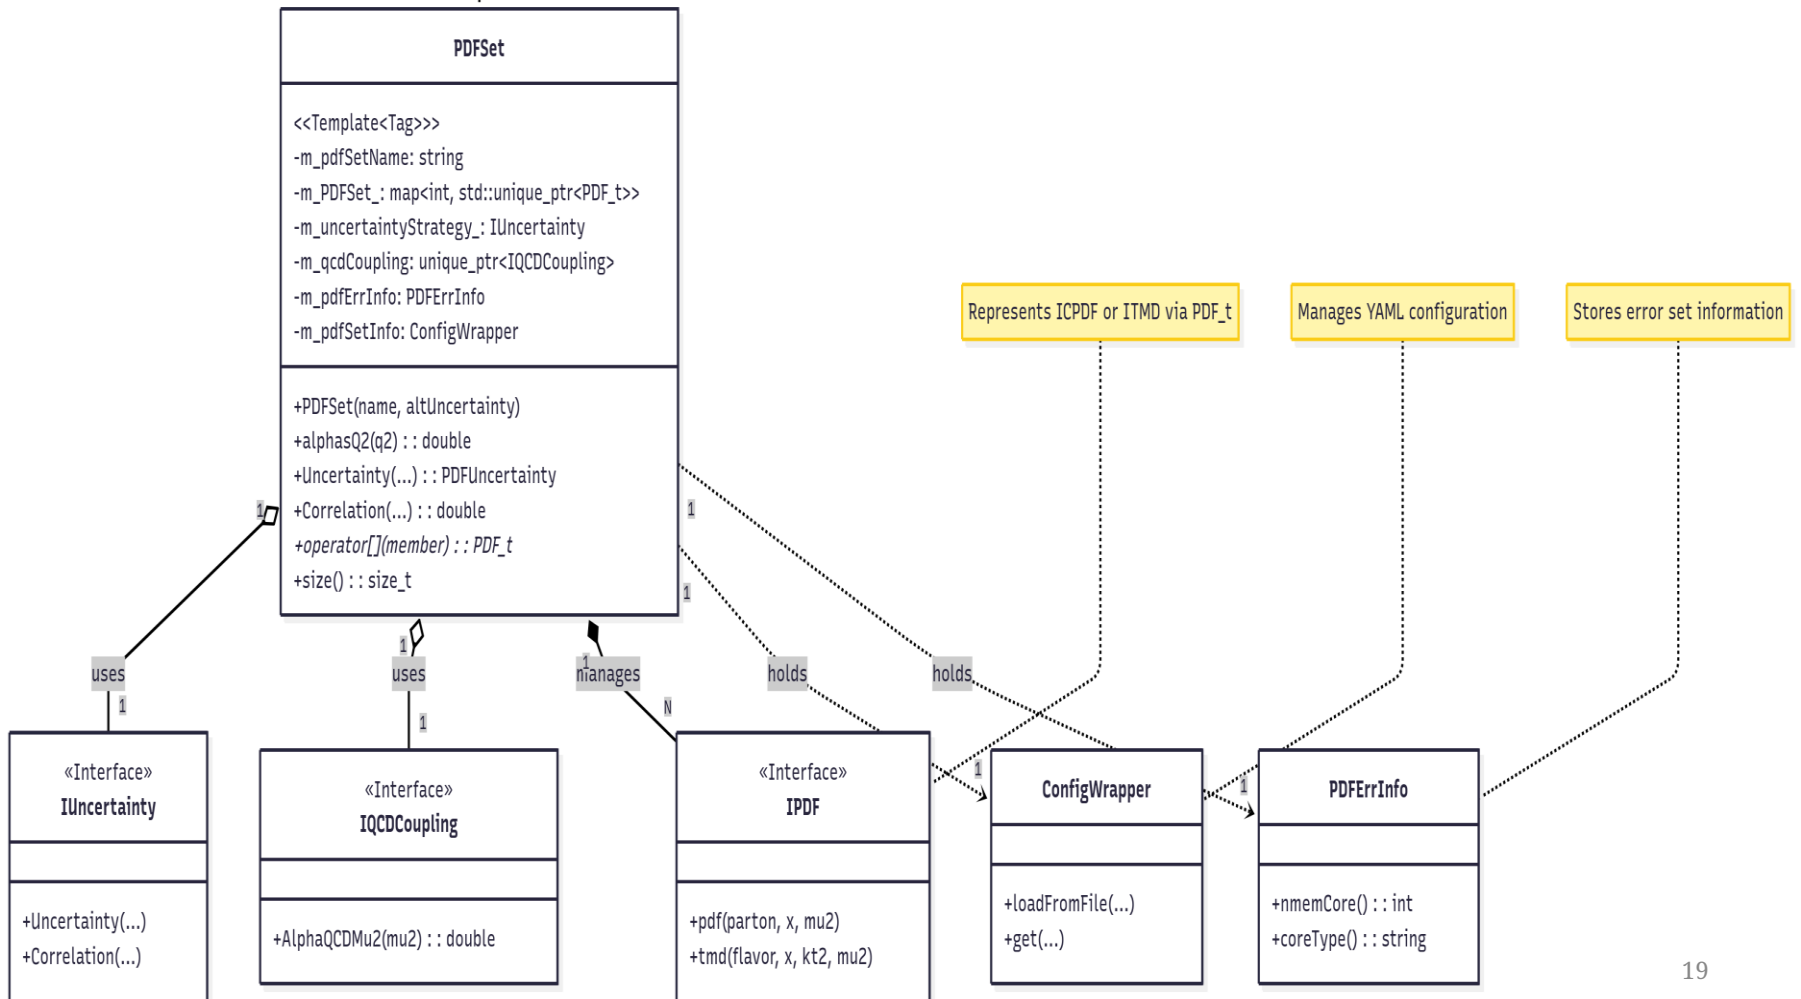 PDFSet
<<Template<Tag>>>
-m_pdfSetName: string
-m_PDFSet_: map<int, std::unique_ptr<PDF_t>>
-m_uncertaintyStrategy_: IUncertainty
-m_qcdCoupling: unique_ptr<IQCDCoupling>
-m_pdfErrInfo: PDFErrInfo
-m_pdfSetInfo: ConfigWrapper
+PDFSet(name, altUncertainty)
+alphasQ2(q2) : : double
+Uncertainty(...) : : PDFUncertainty
+Correlation(...) : : double
+operator[](member) : : PDF_t
+size() : : size_t
Represents ICPDF or ITMD via PDF_t
Manages YAML configuration
Stores error set information
1
1
1
1
1
uses
uses
manages
holds
holds
1
1
N
1
1
«Interface»
IUncertainty
+Uncertainty(...)
+Correlation(...)
«Interface»
IQCDCoupling
+AlphaQCDMu2(mu2) : : double
«Interface»
IPDF
+pdf(parton, x, mu2)
+tmd(flavor, x, kt2, mu2)
ConfigWrapper
+loadFromFile(...)
+get(...)
PDFErrInfo
+nmemCore() : : int
+coreType() : : string
19